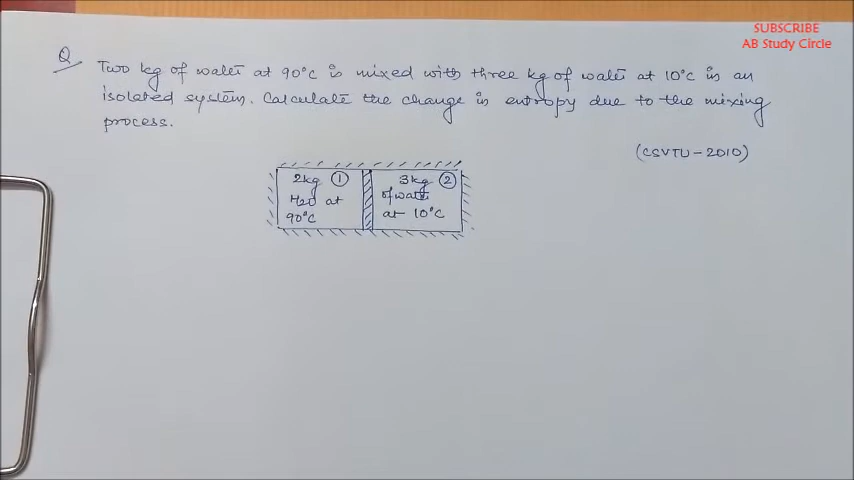 SUBSCRIBE
AB Study Circle
Q Two kg of water at 90°C is mixed with three kg of water at 10°C in an
isolated system. Calculate the change in entropy due to the mixing
process.
(CSVTU-2010)
2kg 1
H2O at
90°C
3kg 2
of water
at 10°C